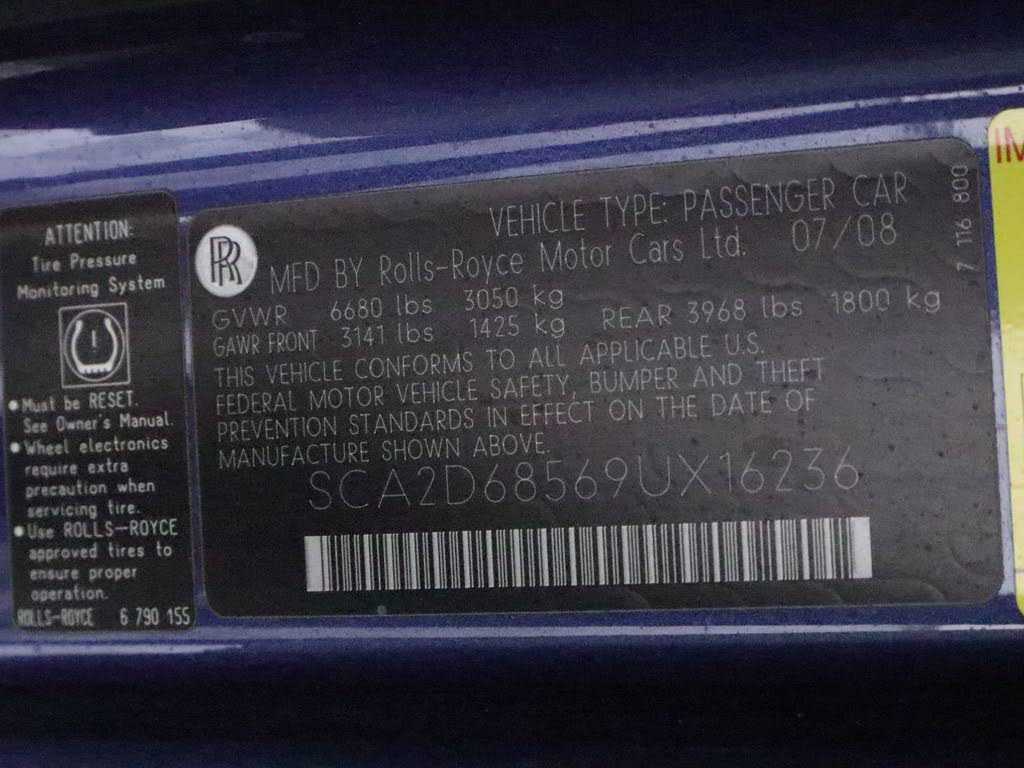 ATTENTION:
Tire Pressure
Monitoring System
!
• Must be RESET.
See Owner's Manual.
• Wheel electronics
require extra
precaution when
servicing tire.
• Use ROLLS-ROYCE
approved tires to
ensure proper
operation.
ROLLS-ROYCE 6 790 155
RR
VEHICLE TYPE: PASSENGER CAR
MFD BY Rolls-Royce Motor Cars Ltd. 07/08
GVWR 6680 lbs 3050 kg
GAWR FRONT 3141 lbs 1425 kg REAR 3968 lbs 1800 kg
THIS VEHICLE CONFORMS TO ALL APPLICABLE U.S.
FEDERAL MOTOR VEHICLE SAFETY, BUMPER AND THEFT
PREVENTION STANDARDS IN EFFECT ON THE DATE OF
MANUFACTURE SHOWN ABOVE.
SCA2D68569UX16236
7 116 800
IM